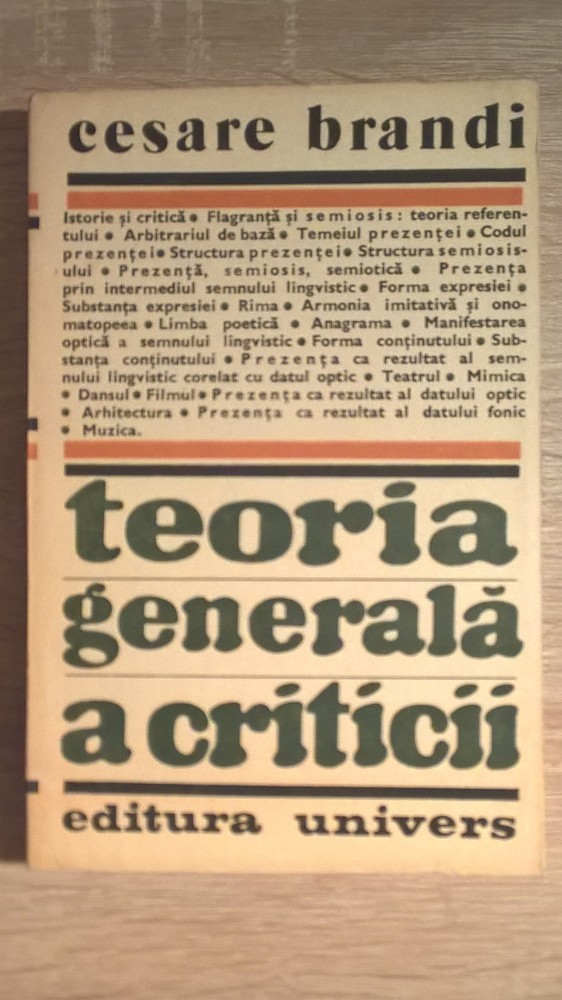 cesare brandi
Istorie și critică • Flagranță și semiosis: teoria referen-
tului • Arbitrariul de bază • Temeiul prezenței • Codul
prezenței • Structura prezenței • Structura semiosis-
ului • Prezență, semiosis, semiotică • Prezența
prin intermediul semnului lingvistic • Forma expresiei •
Substanța expresiei • Rima • Armonia imitativă și ono-
matopeea • Limba poetică • Anagrama • Manifestarea
optică a semnului lingvistic • Forma conținutului • Sub-
stanța conținutului • Prezența ca rezultat al sem-
nului lingvistic corelat cu datul optic • Teatrul • Mimica
• Dansul • Filmul • Prezența ca rezultat al datului optic
• Arhitectura • Prezența ca rezultat al datului fonic
• Muzica.
teoria
generală
a criticii
editura univers